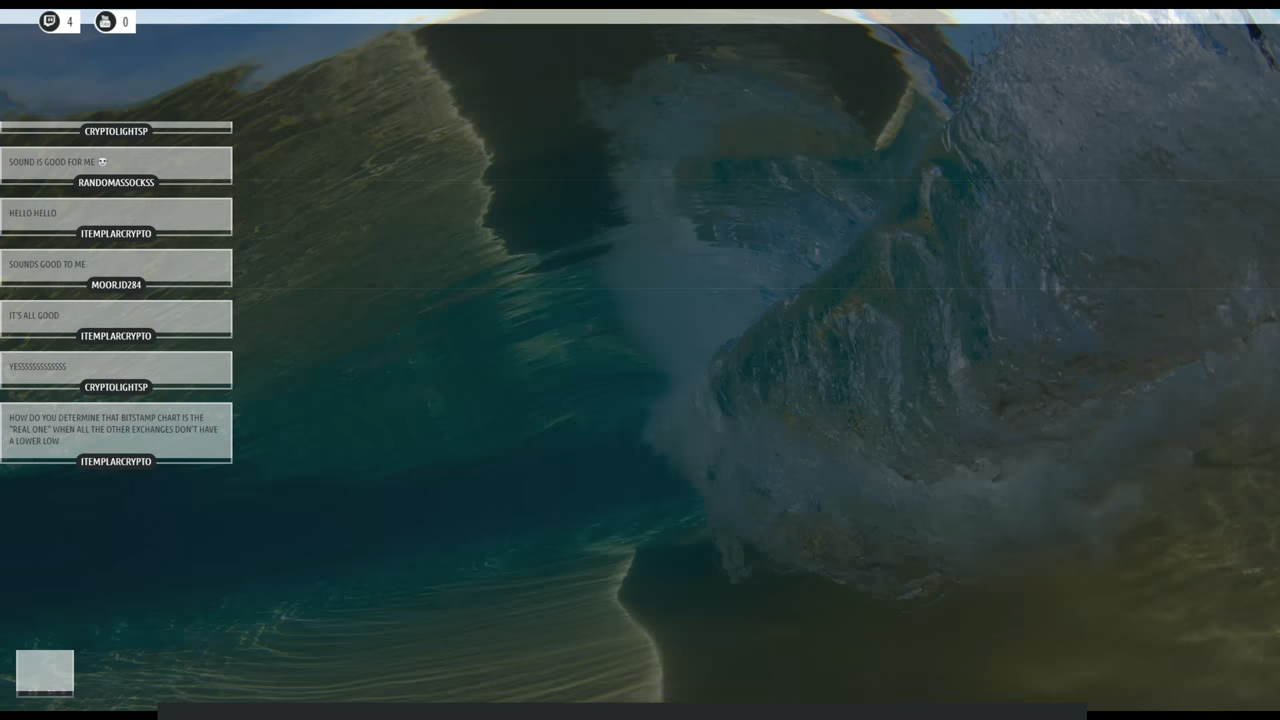 4 0
CRYPTOLIGHTSP
SOUND IS GOOD FOR ME
RANDOMASSOCKSS
HELLO HELLO
ITEMPLARCRYPTO
SOUNDS GOOD TO ME
MOORJD284
IT'S ALL GOOD
ITEMPLARCRYPTO
YESSSSSSSSSSSSS
CRYPTOLIGHTSP
HOW DO YOU DETERMINE THAT BITSTAMP CHART IS THE
"REAL ONE" WHEN ALL THE OTHER EXCHANGES DON'T HAVE
A LOWER LOW
ITEMPLARCRYPTO